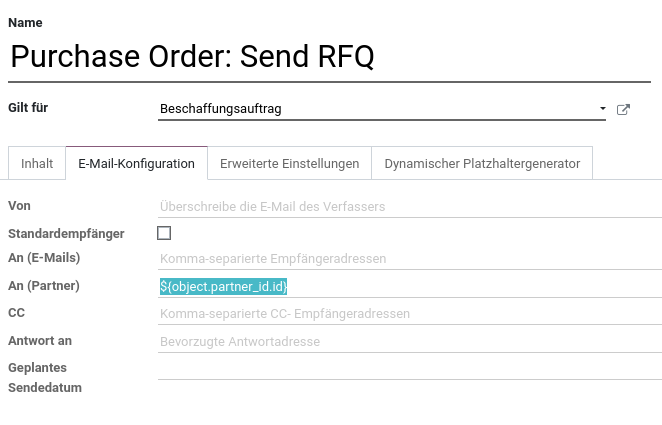 Name
Purchase Order: Send RFQ
Gilt für
Beschaffungsauftrag
Inhalt E-Mail-Konfiguration Erweiterte Einstellungen Dynamischer Platzhaltergenerator
Von Überschreibe die E-Mail des Verfassers
Standardempfänger
An (E-Mails) Komma-separierte Empfängeradressen
An (Partner) ${object.partner_id.id}
CC Komma-separierte CC- Empfängeradressen
Antwort an Bevorzugte Antwortadresse
Geplantes
Sendedatum